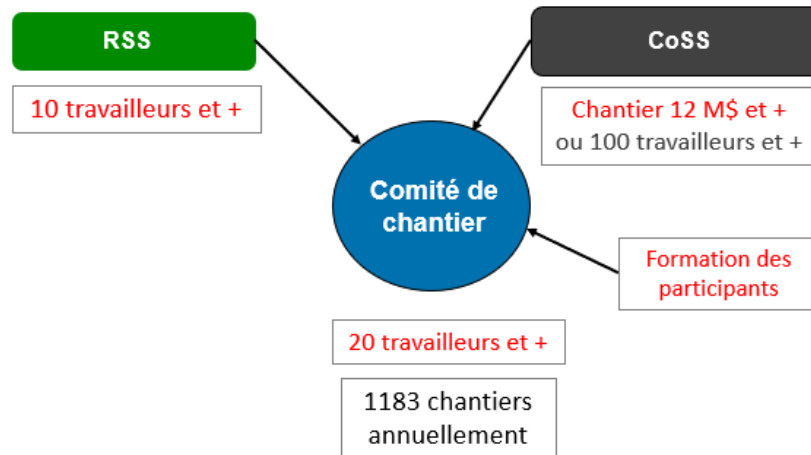 RSS
10 travailleurs et +
CoSS
Chantier 12 M$ et +
ou 100 travailleurs et +
Comité de
chantier
Formation des
participants
20 travailleurs et +
1183 chantiers
annuellement